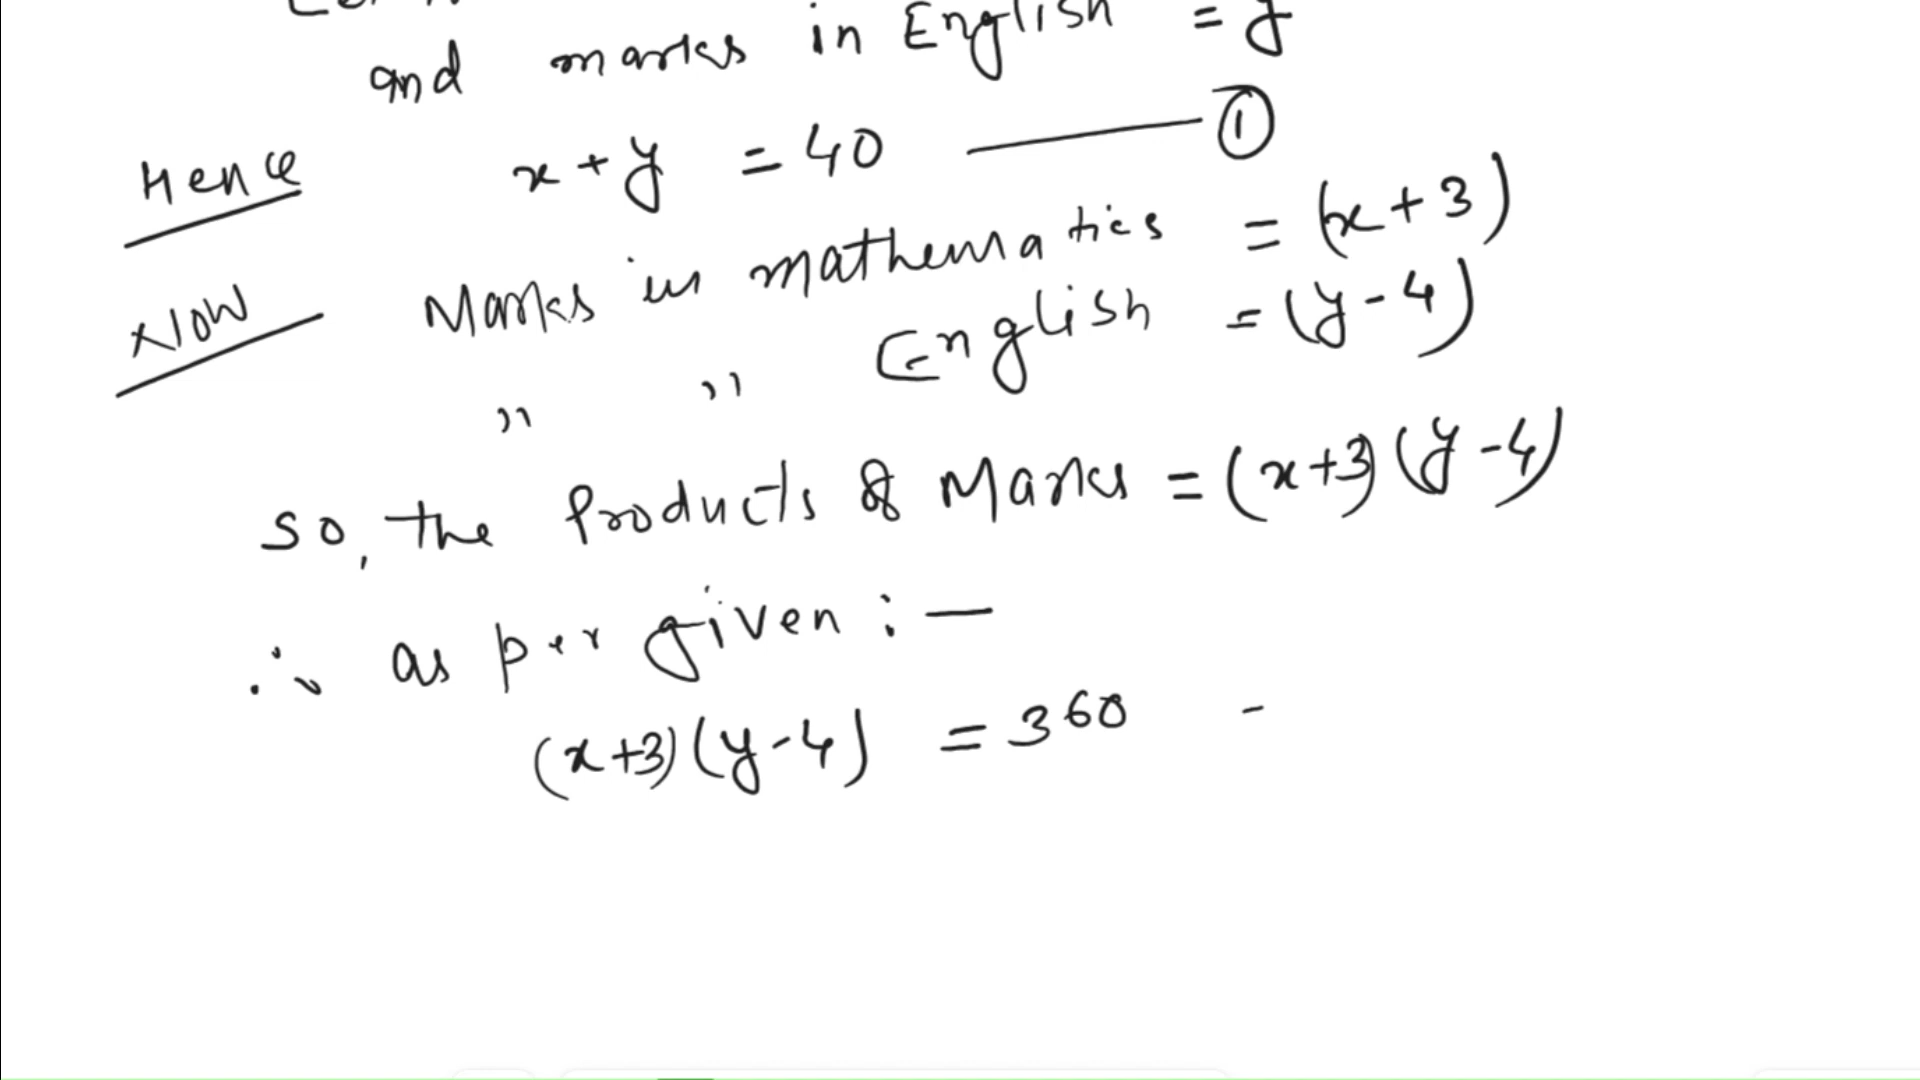 and marks in English = y
Hence x + y = 40 ——— ①
Now Marks in mathematics = (x+3)
" " English = (y-4)
So, the Products of Marks = (x+3)(y-4)
∴ as per given :—
(x+3)(y-4) = 360 -